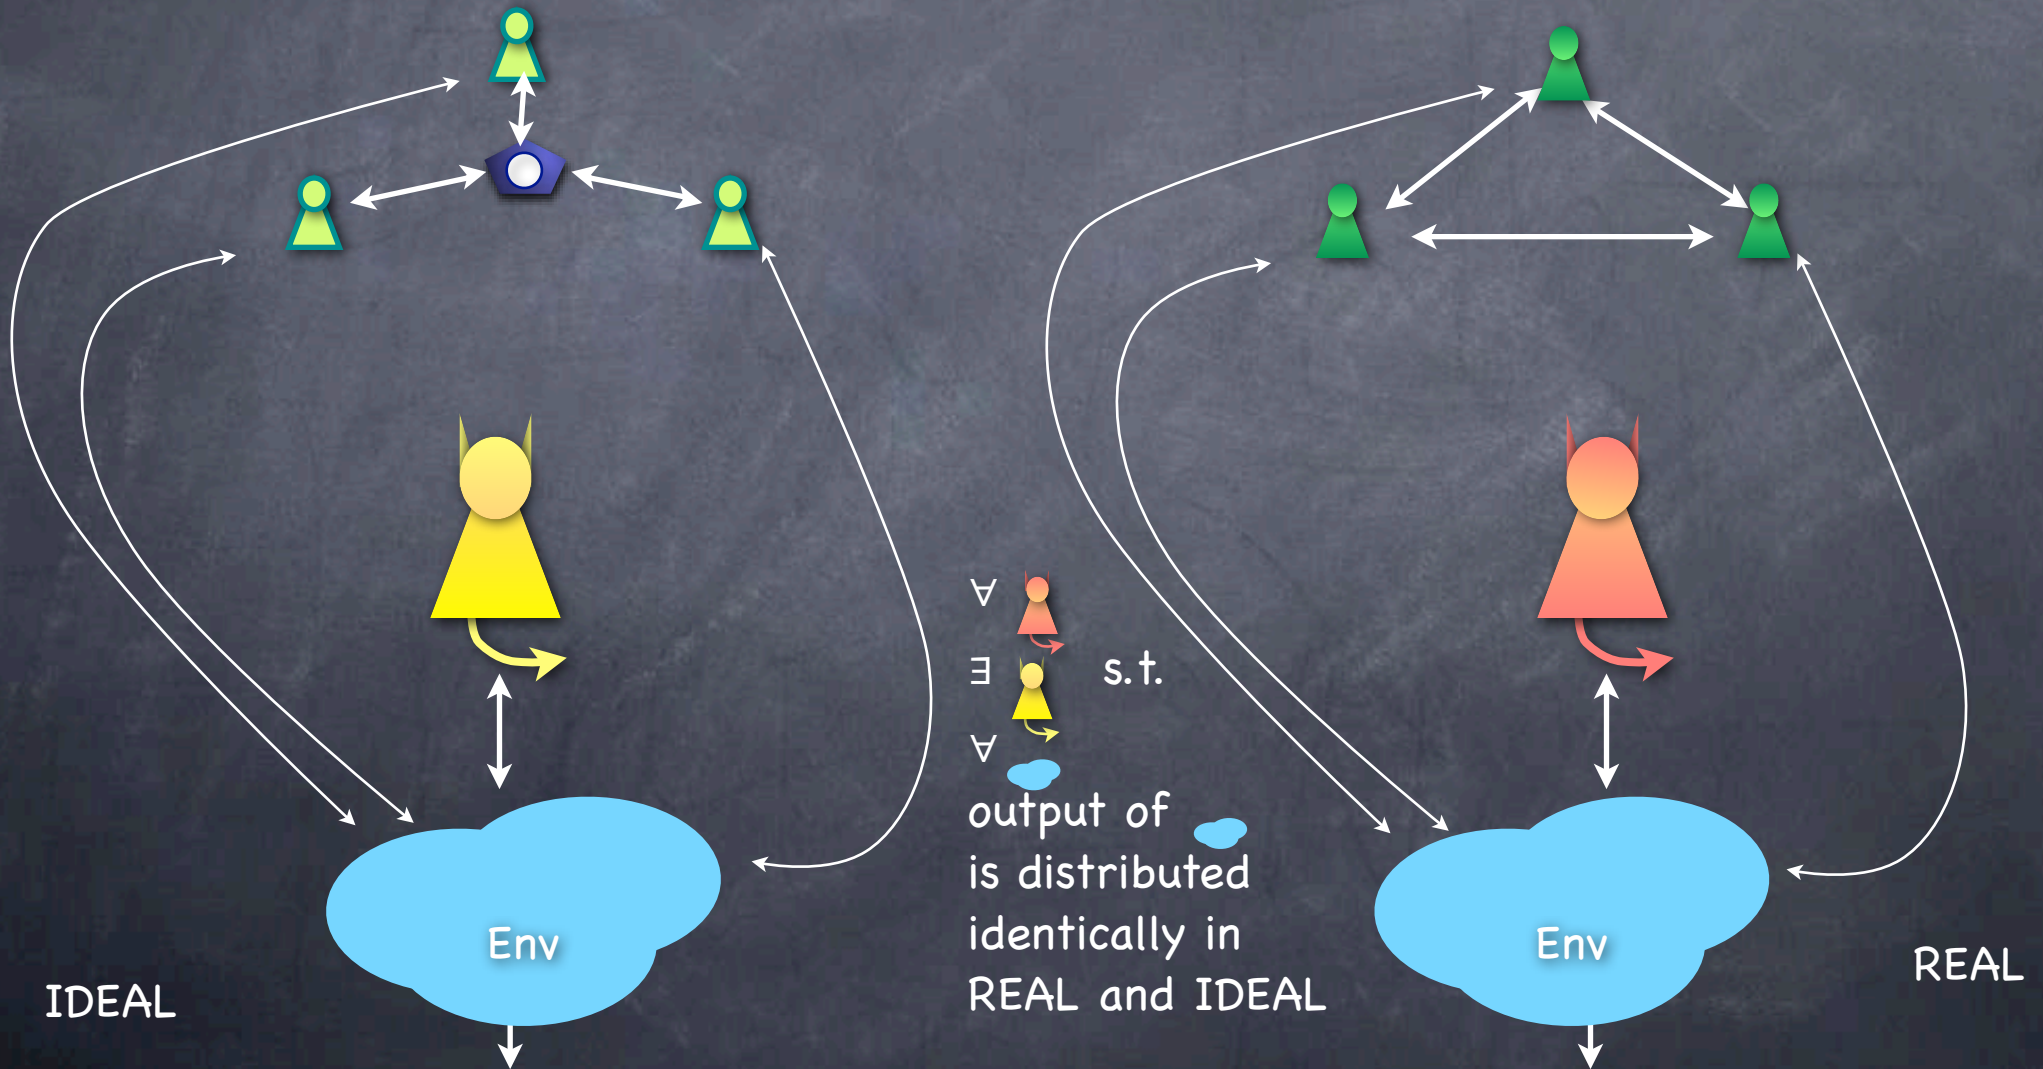 ∀
∃ s.t.
∀
output of
is distributed
identically in
REAL and IDEAL
Env
IDEAL
Env
REAL